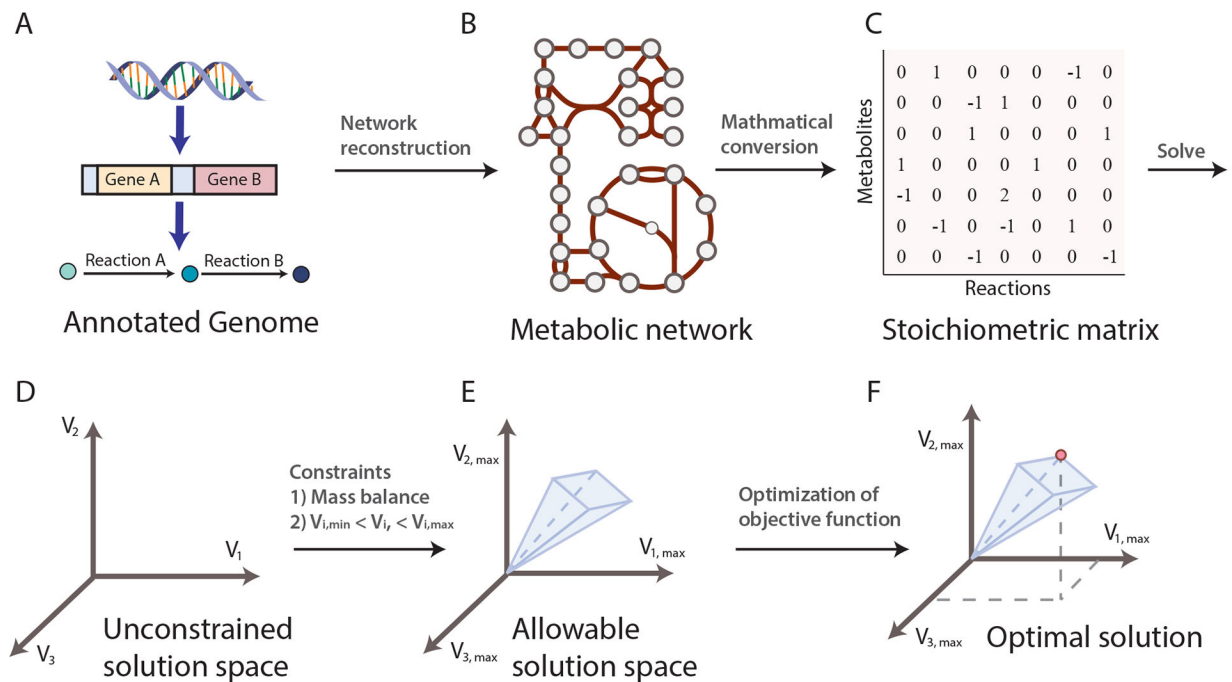 A
Gene A
Gene B
Reaction A
Reaction B
Annotated Genome
Network
reconstruction
B
Metabolic network
Mathmatical
conversion
C
Metabolites
0 1 0 0 0 -1 0
0 0 -1 1 0 0 0
0 0 1 0 0 0 1
1 0 0 0 1 0 0
-1 0 0 2 0 0 0
0 -1 0 -1 0 1 0
0 0 -1 0 0 0 -1
Reactions
Stoichiometric matrix
Solve
D
V2
V1
V3
Unconstrained
solution space
Constraints
1) Mass balance
2) Vi,min < Vi, < Vi,max
E
V2, max
V1, max
V3, max
Allowable
solution space
Optimization of
objective function
F
V2, max
V1, max
V3, max
Optimal solution